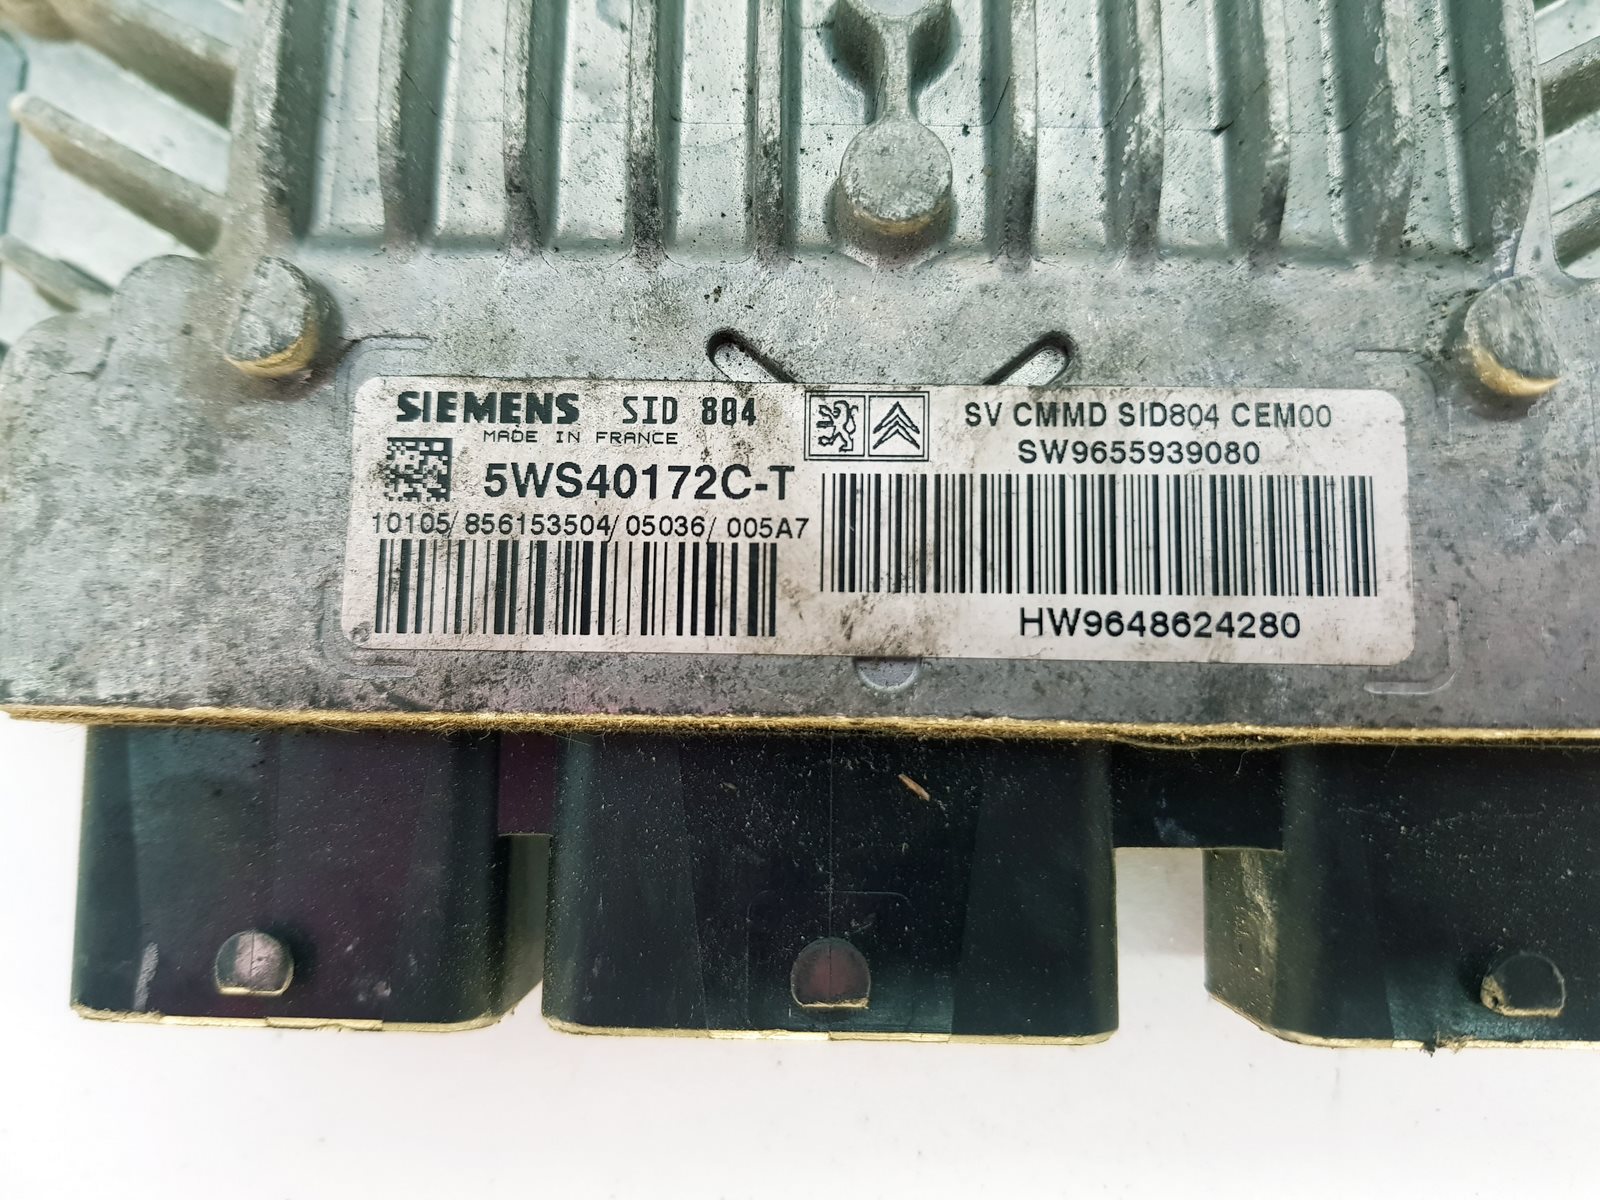 SIEMENS SID 804
MADE IN FRANCE
5WS40172C-T
10105/856153504/05036/005A7
SV CMMD SID804 CEM00
SW9655939080
HW9648624280